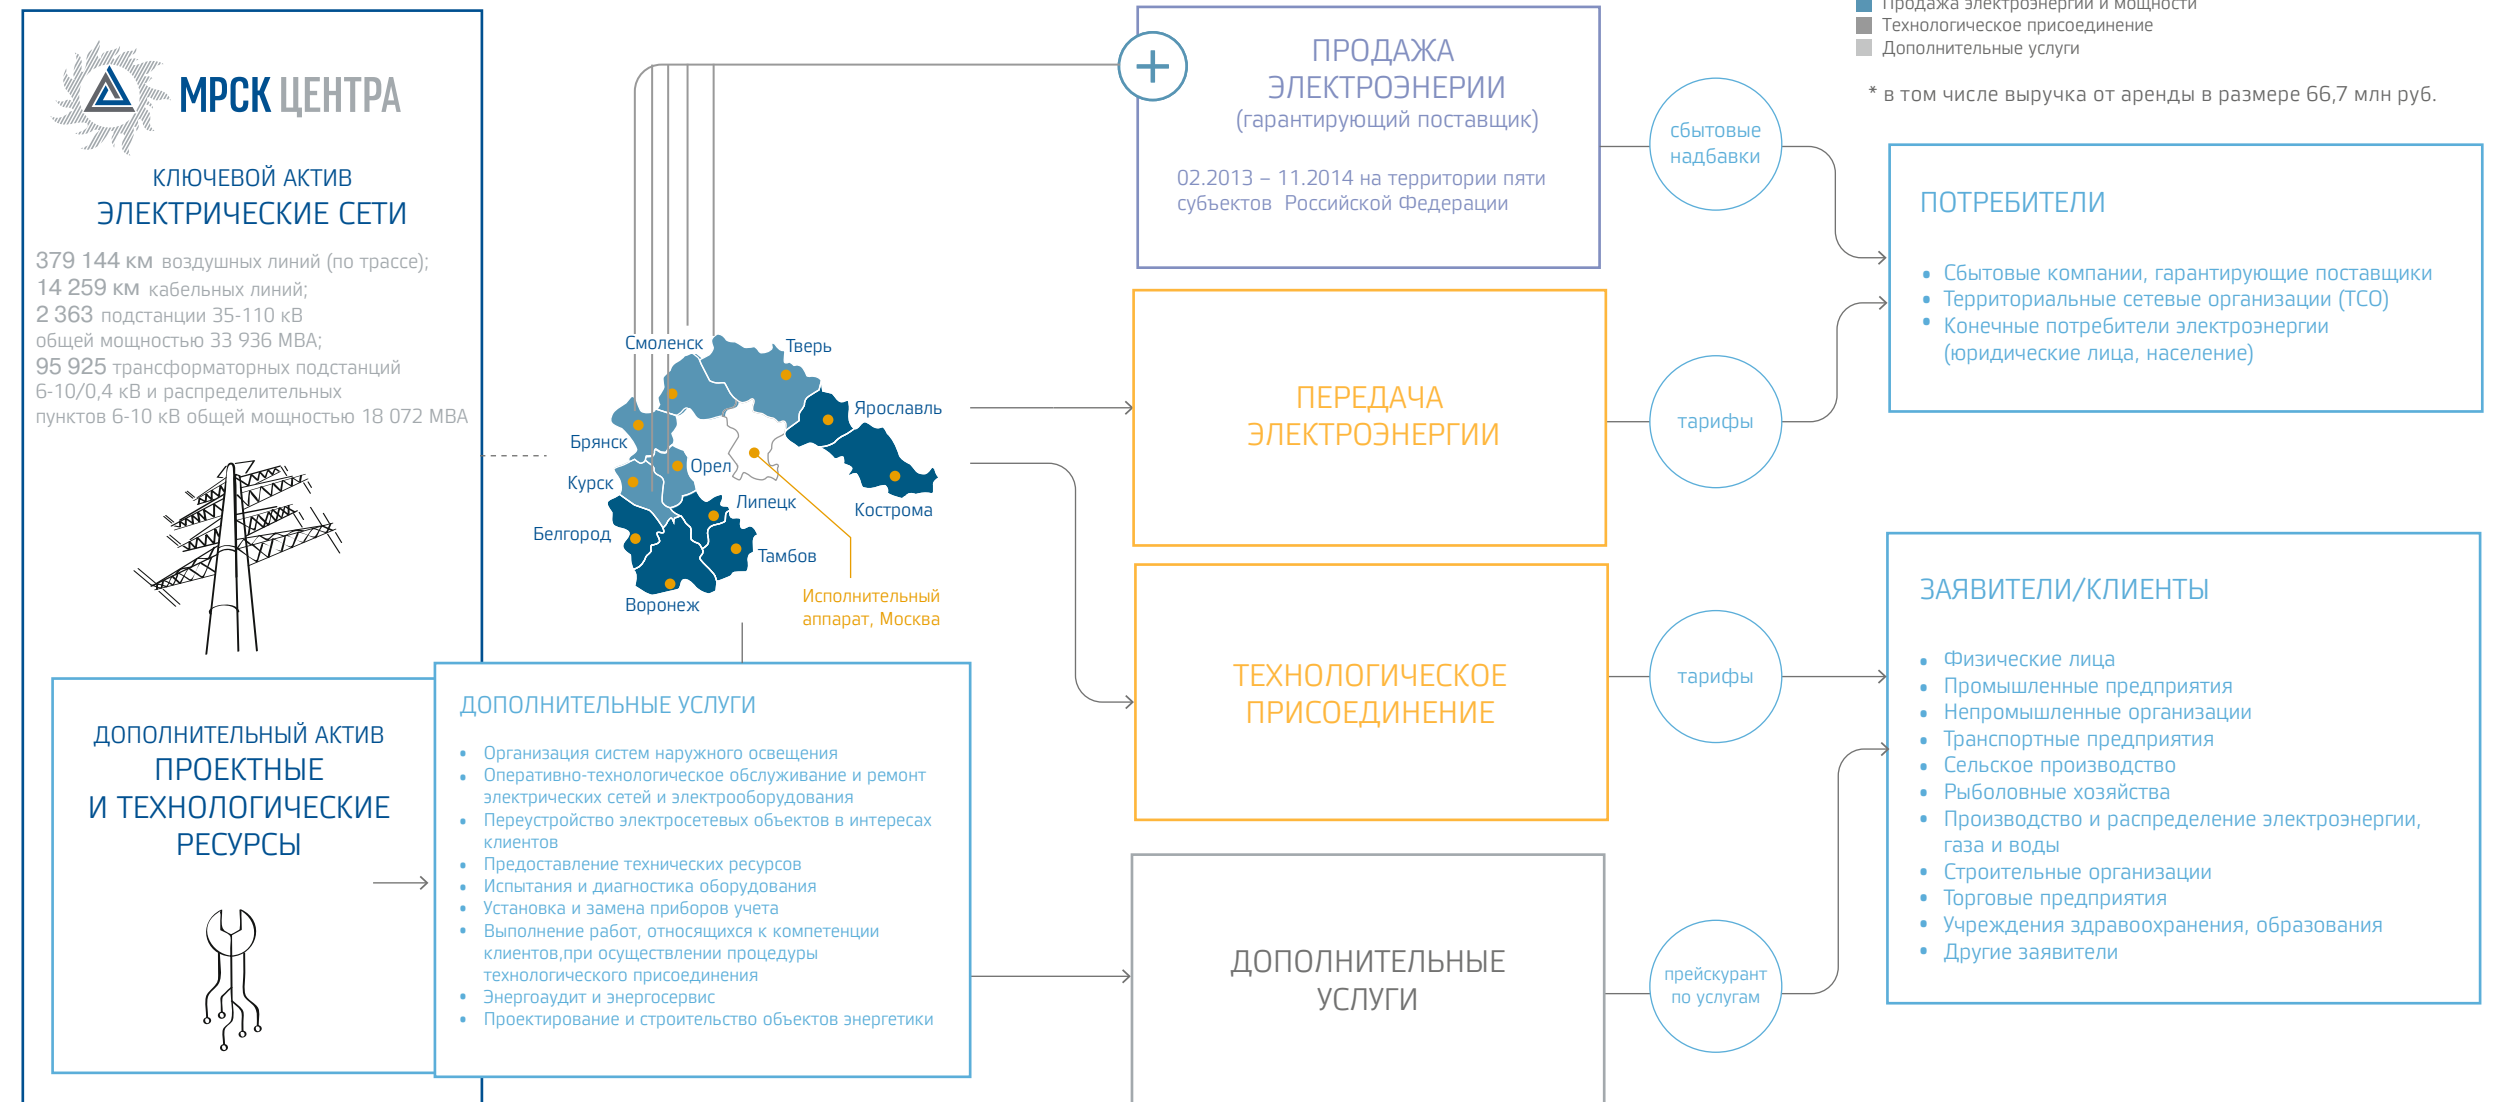 МРСК ЦЕНТРА
КЛЮЧЕВОЙ АКТИВ
ЭЛЕКТРИЧЕСКИЕ СЕТИ
379 144 км воздушных линий (по трассе);
14 259 км кабельных линий;
2 363 подстанции 35-110 кВ
общей мощностью 33 936 МВА;
95 925 трансформаторных подстанций
6-10/0,4 кВ и распределительных
пунктов 6-10 кВ общей мощностью 18 072 МВА
ДОПОЛНИТЕЛЬНЫЙ АКТИВ
ПРОЕКТНЫЕ
И ТЕХНОЛОГИЧЕСКИЕ
РЕСУРСЫ
Смоленск
Тверь
Ярославль
Брянск
Орел
Курск
Липецк
Кострома
Белгород
Тамбов
Воронеж
Исполнительный
аппарат, Москва
ДОПОЛНИТЕЛЬНЫЕ УСЛУГИ
• Организация систем наружного освещения
• Оперативно-технологическое обслуживание и ремонт
электрических сетей и электрооборудования
• Переустройство электросетевых объектов в интересах
клиентов
• Предоставление технических ресурсов
• Испытания и диагностика оборудования
• Установка и замена приборов учета
• Выполнение работ, относящихся к компетенции
клиентов,при осуществлении процедуры
технологического присоединения
• Энергоаудит и энергосервис
• Проектирование и строительство объектов энергетики
+
ПРОДАЖА
ЭЛЕКТРОЭНЕРИИ
(гарантирующий поставщик)
02.2013 – 11.2014 на территории пяти
субъектов Российской Федерации
ПЕРЕДАЧА
ЭЛЕКТРОЭНЕРГИИ
ТЕХНОЛОГИЧЕСКОЕ
ПРИСОЕДИНЕНИЕ
ДОПОЛНИТЕЛЬНЫЕ
УСЛУГИ
сбытовые
надбавки
тарифы
тарифы
прейскурант
по услугам
Продажа электроэнергии и мощности
Технологическое присоединение
Дополнительные услуги
* в том числе выручка от аренды в размере 66,7 млн руб.
ПОТРЕБИТЕЛИ
• Сбытовые компании, гарантирующие поставщики
• Территориальные сетевые организации (ТСО)
• Конечные потребители электроэнергии
(юридические лица, население)
ЗАЯВИТЕЛИ/КЛИЕНТЫ
• Физические лица
• Промышленные предприятия
• Непромышленные организации
• Транспортные предприятия
• Сельское производство
• Рыболовные хозяйства
• Производство и распределение электроэнергии,
газа и воды
• Строительные организации
• Торговые предприятия
• Учреждения здравоохранения, образования
• Другие заявители